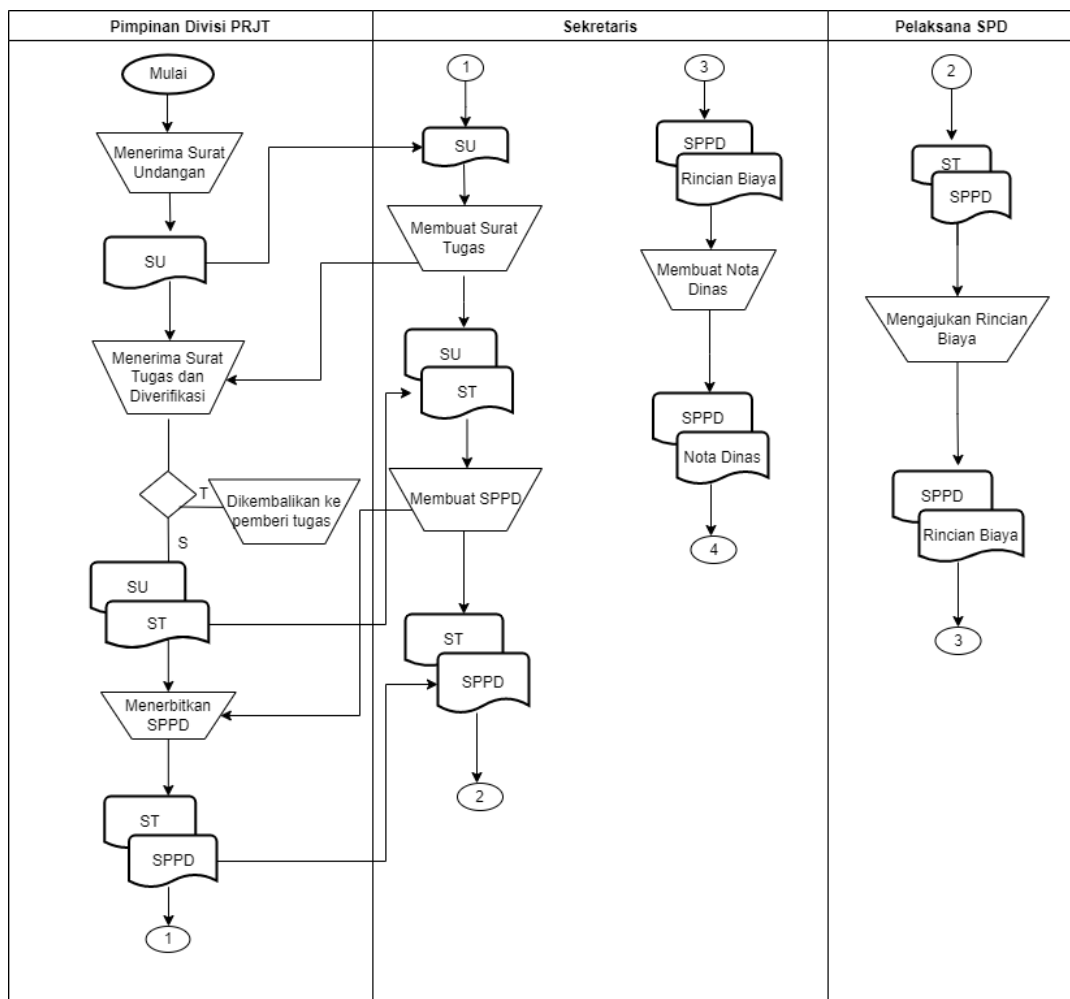 Pimpinan Divisi PRJT
Mulai
Menerima Surat
Undangan
SU
Menerima Surat
Tugas dan
Diverifikasi
T
Dikembalikan ke
pemberi tugas
S
SU
ST
Menerbitkan
SPPD
ST
SPPD
1
Sekretaris
1
SU
Membuat Surat
Tugas
SU
ST
Membuat SPPD
ST
SPPD
2
3
SPPD
Rincian Biaya
Membuat Nota
Dinas
SPPD
Nota Dinas
4
Pelaksana SPD
2
ST
SPPD
Mengajukan Rincian
Biaya
SPPD
Rincian Biaya
3